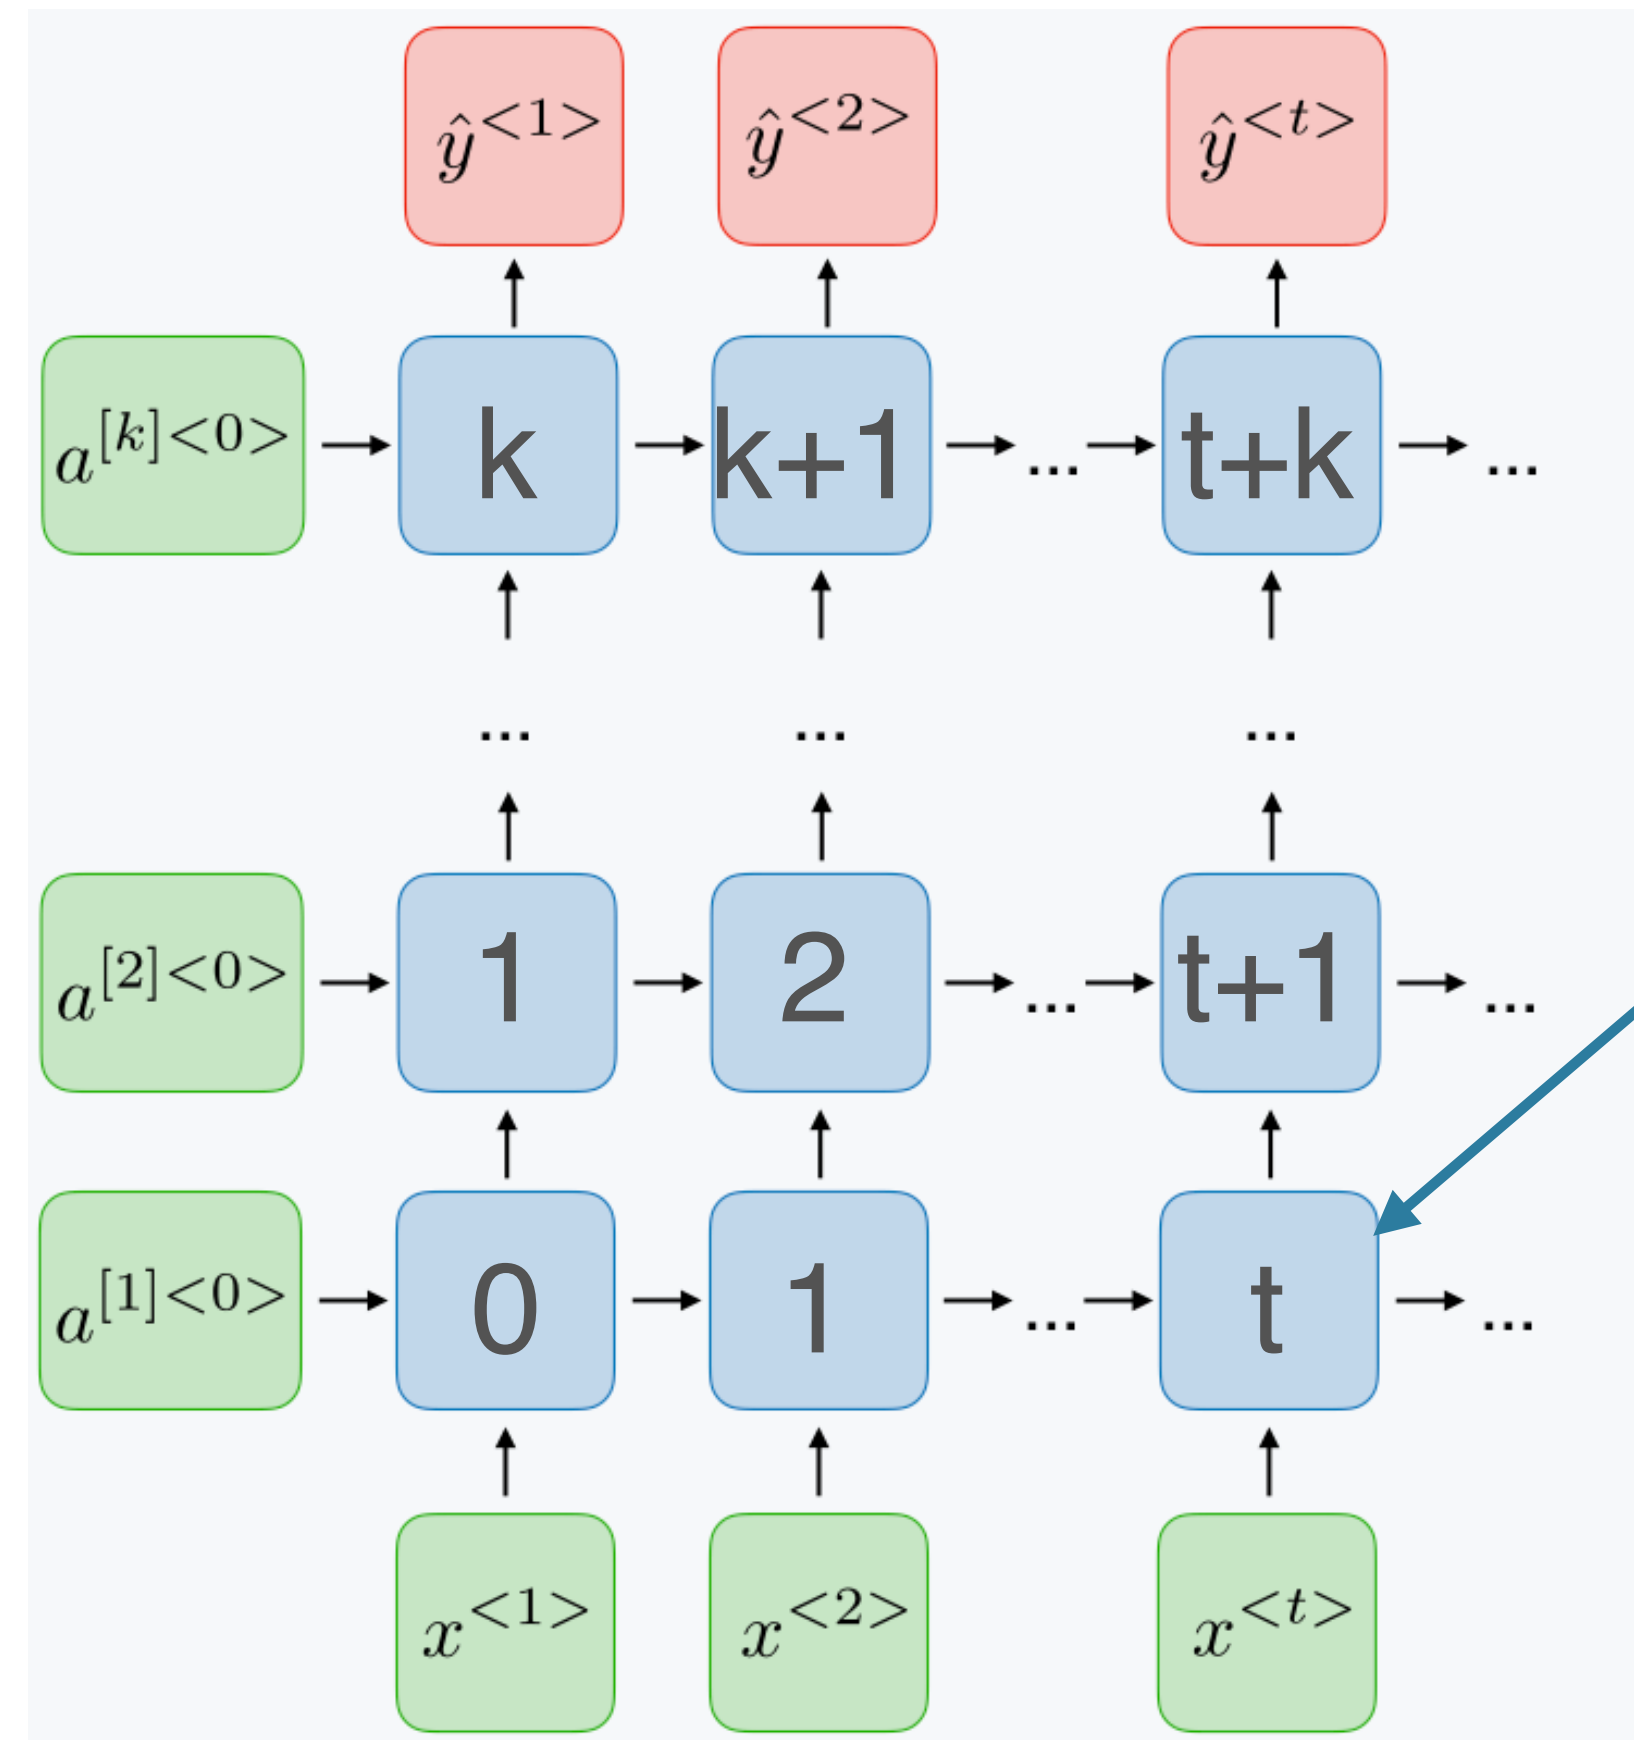 ŷ^{<1>} ŷ^{<2>} ŷ^{<t>}
a^{[k]<0>} k k+1 ... t+k ...
... ... ...
a^{[2]<0>} 1 2 ... t+1 ...
a^{[1]<0>} 0 1 ... t ...
x^{<1>} x^{<2>} x^{<t>}